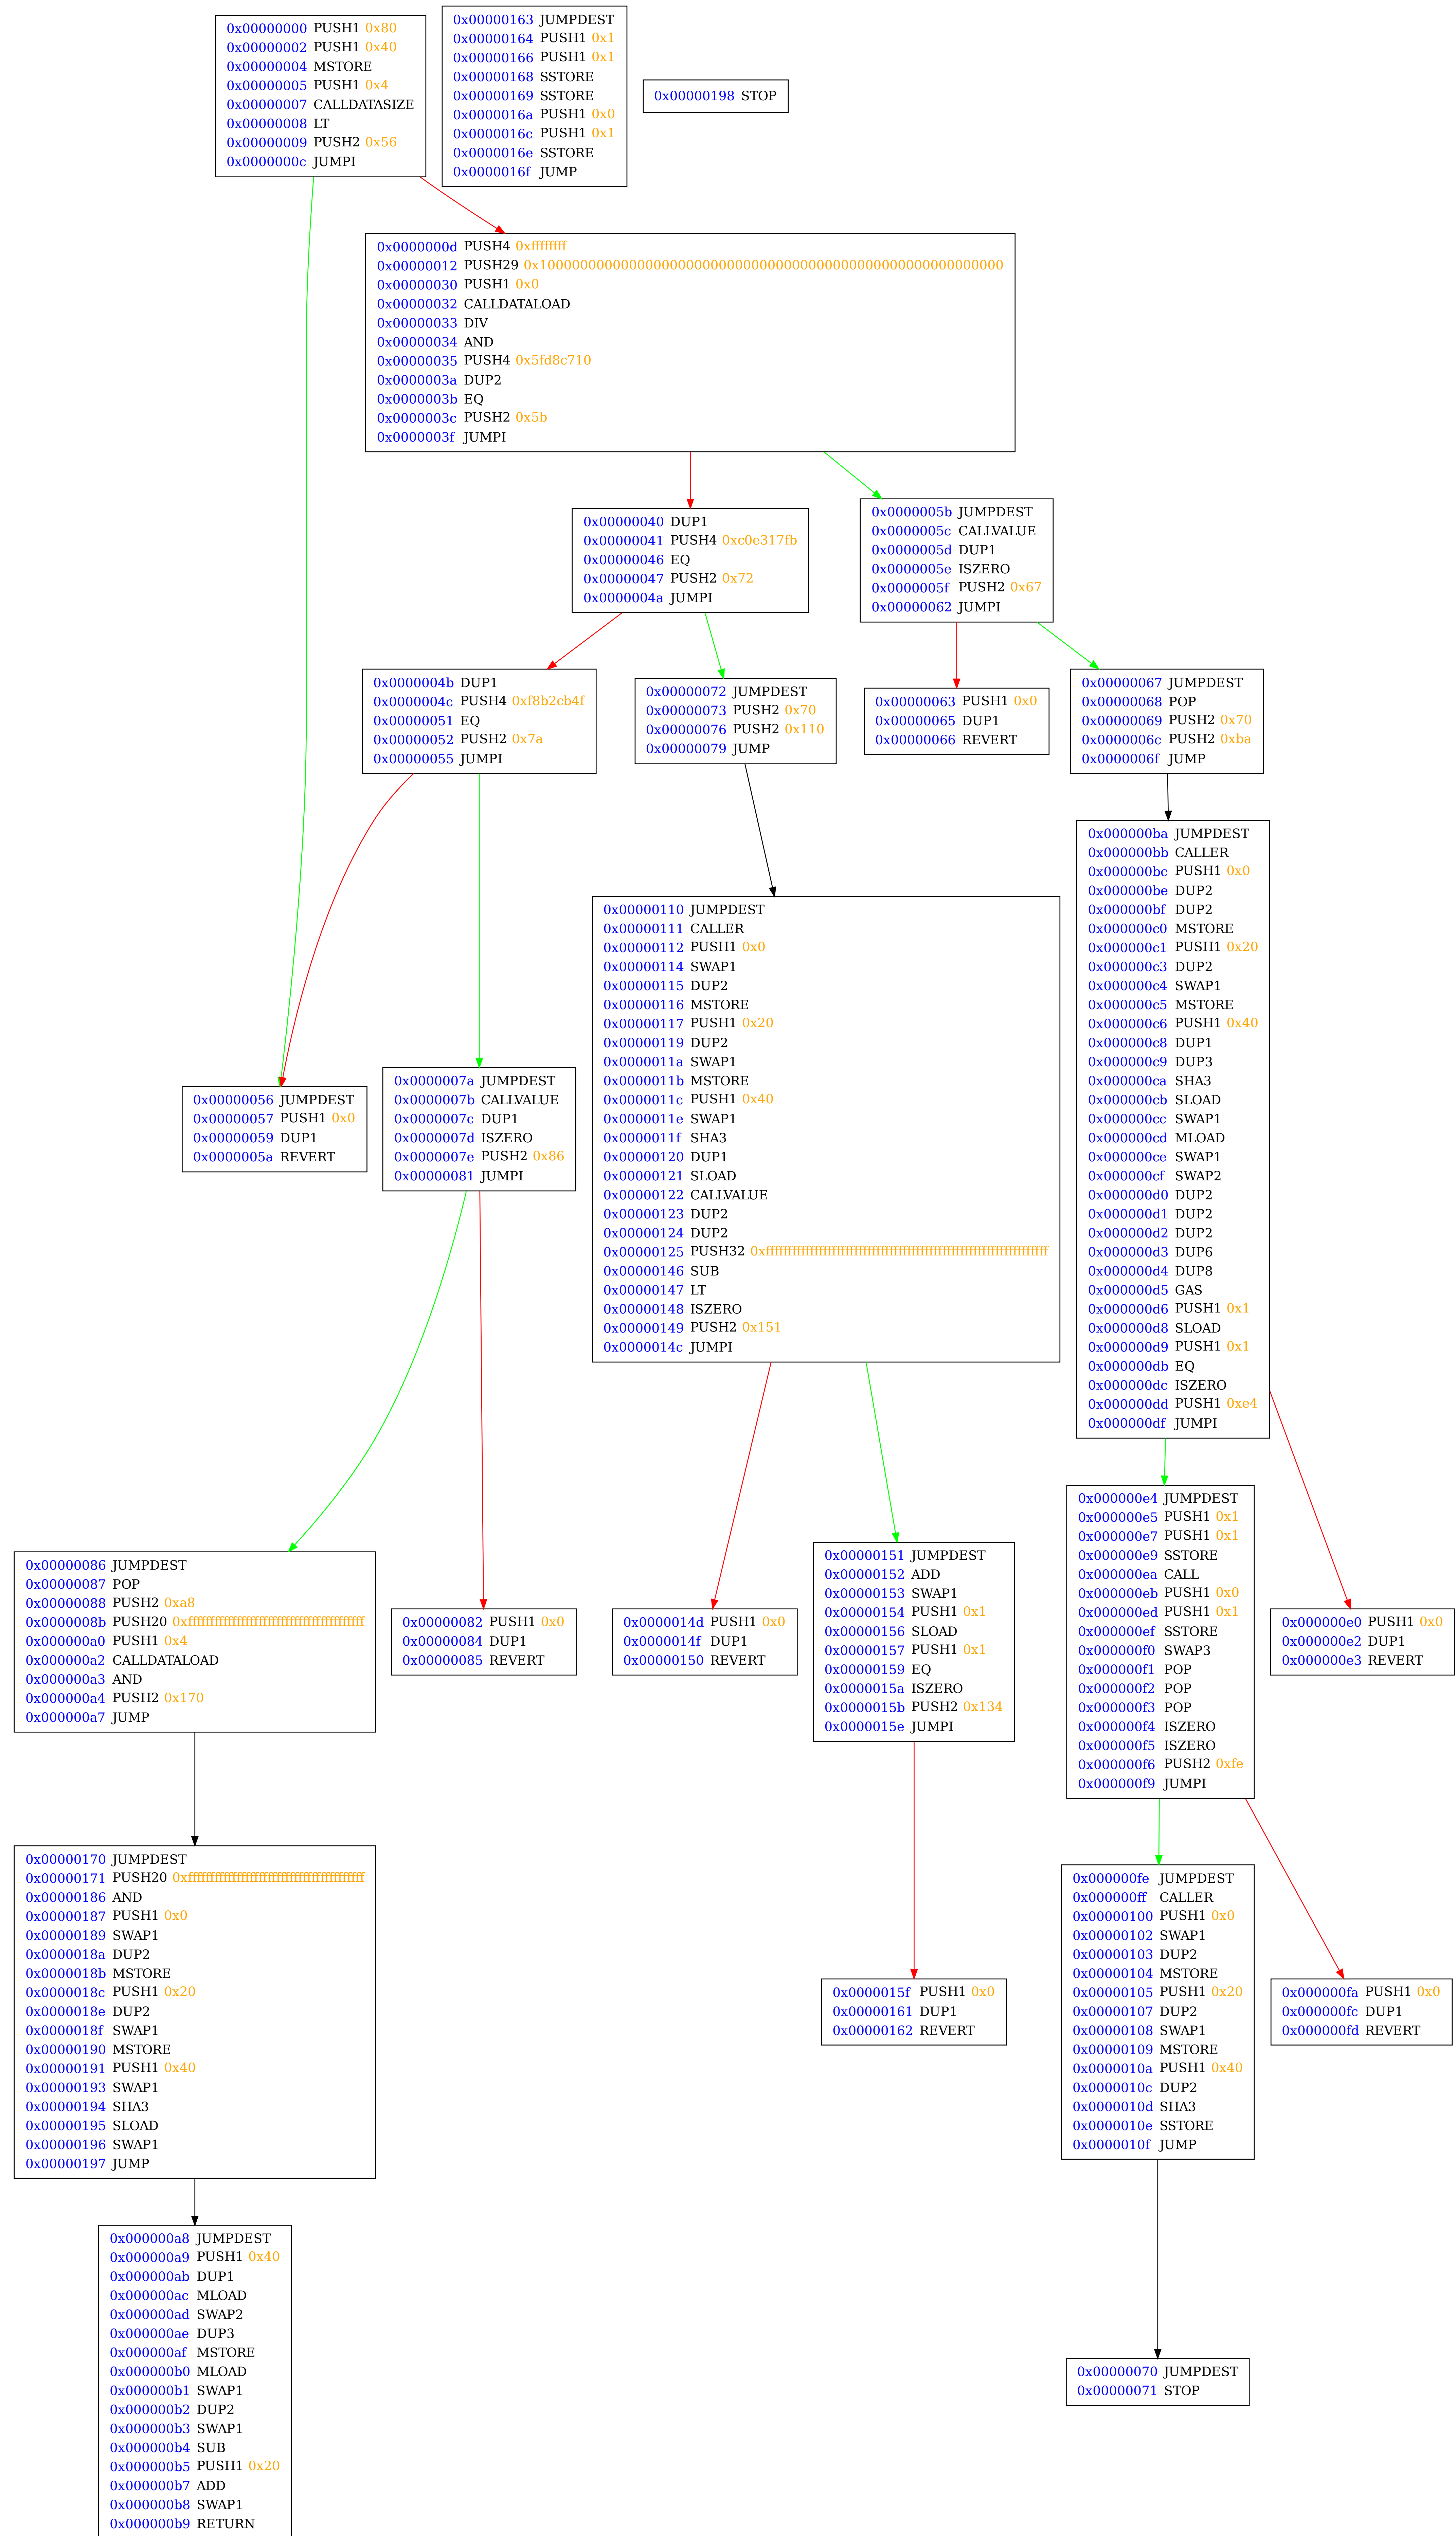 0x00000000 PUSH1 0x80
0x00000002 PUSH1 0x40
0x00000004 MSTORE
0x00000005 PUSH1 0x4
0x00000007 CALLDATASIZE
0x00000008 LT
0x00000009 PUSH2 0x56
0x0000000c JUMPI
0x00000163 JUMPDEST
0x00000164 PUSH1 0x1
0x00000166 PUSH1 0x1
0x00000168 SSTORE
0x00000169 SSTORE
0x0000016a PUSH1 0x0
0x0000016c PUSH1 0x1
0x0000016e SSTORE
0x0000016f JUMP
0x00000198 STOP
0x0000000d PUSH4 0xffffffff
0x00000012 PUSH29 0x100000000000000000000000000000000000000000000000000000000
0x00000030 PUSH1 0x0
0x00000032 CALLDATALOAD
0x00000033 DIV
0x00000034 AND
0x00000035 PUSH4 0x5fd8c710
0x0000003a DUP2
0x0000003b EQ
0x0000003c PUSH2 0x5b
0x0000003f JUMPI
0x00000040 DUP1
0x00000041 PUSH4 0xc0e317fb
0x00000046 EQ
0x00000047 PUSH2 0x72
0x0000004a JUMPI
0x0000005b JUMPDEST
0x0000005c CALLVALUE
0x0000005d DUP1
0x0000005e ISZERO
0x0000005f PUSH2 0x67
0x00000062 JUMPI
0x0000004b DUP1
0x0000004c PUSH4 0xf8b2cb4f
0x00000051 EQ
0x00000052 PUSH2 0x7a
0x00000055 JUMPI
0x00000072 JUMPDEST
0x00000073 PUSH2 0x70
0x00000076 PUSH2 0x110
0x00000079 JUMP
0x00000063 PUSH1 0x0
0x00000065 DUP1
0x00000066 REVERT
0x00000067 JUMPDEST
0x00000068 POP
0x00000069 PUSH2 0x70
0x0000006c PUSH2 0xba
0x0000006f JUMP
0x000000ba JUMPDEST
0x000000bb CALLER
0x000000bc PUSH1 0x0
0x000000be DUP2
0x000000bf DUP2
0x000000c0 MSTORE
0x000000c1 PUSH1 0x20
0x000000c3 DUP2
0x000000c4 SWAP1
0x000000c5 MSTORE
0x000000c6 PUSH1 0x40
0x000000c8 DUP1
0x000000c9 DUP3
0x000000ca SHA3
0x000000cb SLOAD
0x000000cc SWAP1
0x000000cd MLOAD
0x000000ce SWAP1
0x000000cf SWAP2
0x000000d0 DUP2
0x000000d1 DUP2
0x000000d2 DUP2
0x000000d3 DUP6
0x000000d4 DUP8
0x000000d5 GAS
0x000000d6 PUSH1 0x1
0x000000d8 SLOAD
0x000000d9 PUSH1 0x1
0x000000db EQ
0x000000dc ISZERO
0x000000dd PUSH1 0xe4
0x000000df JUMPI
0x00000110 JUMPDEST
0x00000111 CALLER
0x00000112 PUSH1 0x0
0x00000114 SWAP1
0x00000115 DUP2
0x00000116 MSTORE
0x00000117 PUSH1 0x20
0x00000119 DUP2
0x0000011a SWAP1
0x0000011b MSTORE
0x0000011c PUSH1 0x40
0x0000011e SWAP1
0x0000011f SHA3
0x00000120 DUP1
0x00000121 SLOAD
0x00000122 CALLVALUE
0x00000123 DUP2
0x00000124 DUP2
0x00000125 PUSH32 0xffffffffffffffffffffffffffffffffffffffffffffffffffffffffffffffff
0x00000146 SUB
0x00000147 LT
0x00000148 ISZERO
0x00000149 PUSH2 0x151
0x0000014c JUMPI
0x00000056 JUMPDEST
0x00000057 PUSH1 0x0
0x00000059 DUP1
0x0000005a REVERT
0x0000007a JUMPDEST
0x0000007b CALLVALUE
0x0000007c DUP1
0x0000007d ISZERO
0x0000007e PUSH2 0x86
0x00000081 JUMPI
0x000000e4 JUMPDEST
0x000000e5 PUSH1 0x1
0x000000e7 PUSH1 0x1
0x000000e9 SSTORE
0x000000ea CALL
0x000000eb PUSH1 0x0
0x000000ed PUSH1 0x1
0x000000ef SSTORE
0x000000f0 SWAP3
0x000000f1 POP
0x000000f2 POP
0x000000f3 POP
0x000000f4 ISZERO
0x000000f5 ISZERO
0x000000f6 PUSH2 0xfe
0x000000f9 JUMPI
0x00000086 JUMPDEST
0x00000087 POP
0x00000088 PUSH2 0xa8
0x0000008b PUSH20 0xffffffffffffffffffffffffffffffffffffffff
0x000000a0 PUSH1 0x4
0x000000a2 CALLDATALOAD
0x000000a3 AND
0x000000a4 PUSH2 0x170
0x000000a7 JUMP
0x00000082 PUSH1 0x0
0x00000084 DUP1
0x00000085 REVERT
0x0000014d PUSH1 0x0
0x0000014f DUP1
0x00000150 REVERT
0x00000151 JUMPDEST
0x00000152 ADD
0x00000153 SWAP1
0x00000154 PUSH1 0x1
0x00000156 SLOAD
0x00000157 PUSH1 0x1
0x00000159 EQ
0x0000015a ISZERO
0x0000015b PUSH2 0x134
0x0000015e JUMPI
0x000000e0 PUSH1 0x0
0x000000e2 DUP1
0x000000e3 REVERT
0x00000170 JUMPDEST
0x00000171 PUSH20 0xffffffffffffffffffffffffffffffffffffffff
0x00000186 AND
0x00000187 PUSH1 0x0
0x00000189 SWAP1
0x0000018a DUP2
0x0000018b MSTORE
0x0000018c PUSH1 0x20
0x0000018e DUP2
0x0000018f SWAP1
0x00000190 MSTORE
0x00000191 PUSH1 0x40
0x00000193 SWAP1
0x00000194 SHA3
0x00000195 SLOAD
0x00000196 SWAP1
0x00000197 JUMP
0x000000fe JUMPDEST
0x000000ff CALLER
0x00000100 PUSH1 0x0
0x00000102 SWAP1
0x00000103 DUP2
0x00000104 MSTORE
0x00000105 PUSH1 0x20
0x00000107 DUP2
0x00000108 SWAP1
0x00000109 MSTORE
0x0000010a PUSH1 0x40
0x0000010c DUP2
0x0000010d SHA3
0x0000010e SSTORE
0x0000010f JUMP
0x0000015f PUSH1 0x0
0x00000161 DUP1
0x00000162 REVERT
0x000000fa PUSH1 0x0
0x000000fc DUP1
0x000000fd REVERT
0x000000a8 JUMPDEST
0x000000a9 PUSH1 0x40
0x000000ab DUP1
0x000000ac MLOAD
0x000000ad SWAP2
0x000000ae DUP3
0x000000af MSTORE
0x000000b0 MLOAD
0x000000b1 SWAP1
0x000000b2 DUP2
0x000000b3 SWAP1
0x000000b4 SUB
0x000000b5 PUSH1 0x20
0x000000b7 ADD
0x000000b8 SWAP1
0x000000b9 RETURN
0x00000070 JUMPDEST
0x00000071 STOP